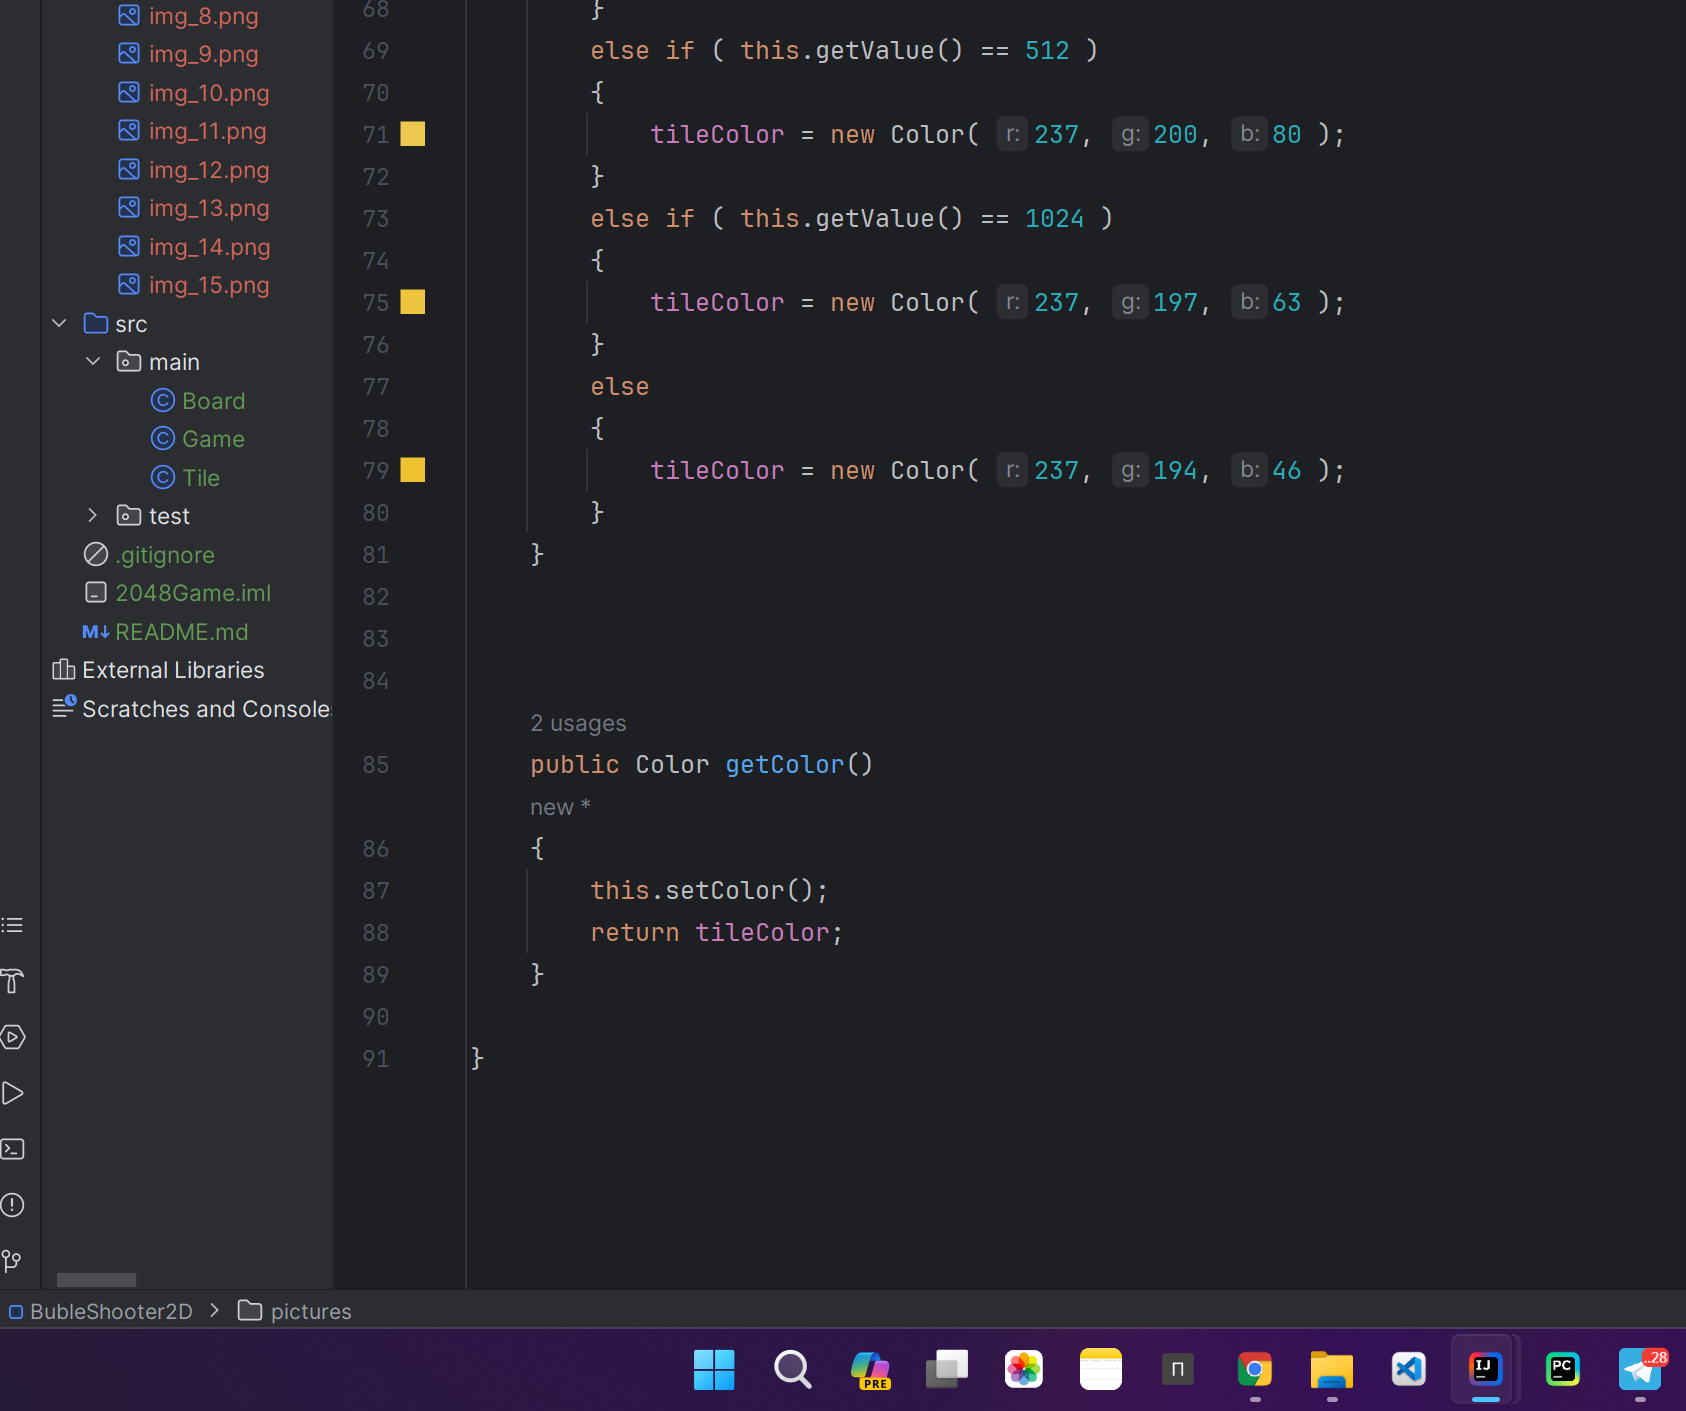 img_8.png
img_9.png
img_10.png
img_11.png
img_12.png
img_13.png
img_14.png
img_15.png
src
main
Board
Game
Tile
test
.gitignore
2048Game.iml
M↓ README.md
External Libraries
Scratches and Console
68 }
69 else if ( this.getValue() == 512 )
70 {
71 tileColor = new Color( r: 237, g: 200, b: 80 );
72 }
73 else if ( this.getValue() == 1024 )
74 {
75 tileColor = new Color( r: 237, g: 197, b: 63 );
76 }
77 else
78 {
79 tileColor = new Color( r: 237, g: 194, b: 46 );
80 }
81 }
82
83
84
2 usages
85 public Color getColor()
new *
86 {
87 this.setColor();
88 return tileColor;
89 }
90
91 }
BubleShooter2D > pictures
PRE
П
IJ
PC
..28